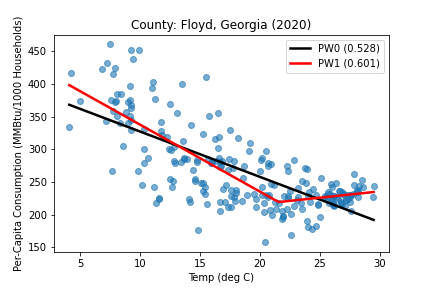 County: Floyd, Georgia (2020)
Per-Capita Consumption (MMBtu/1000 Households)
450
400
350
300
250
200
150
PW0 (0.528)
PW1 (0.601)
5 10 15 20 25 30
Temp (deg C)